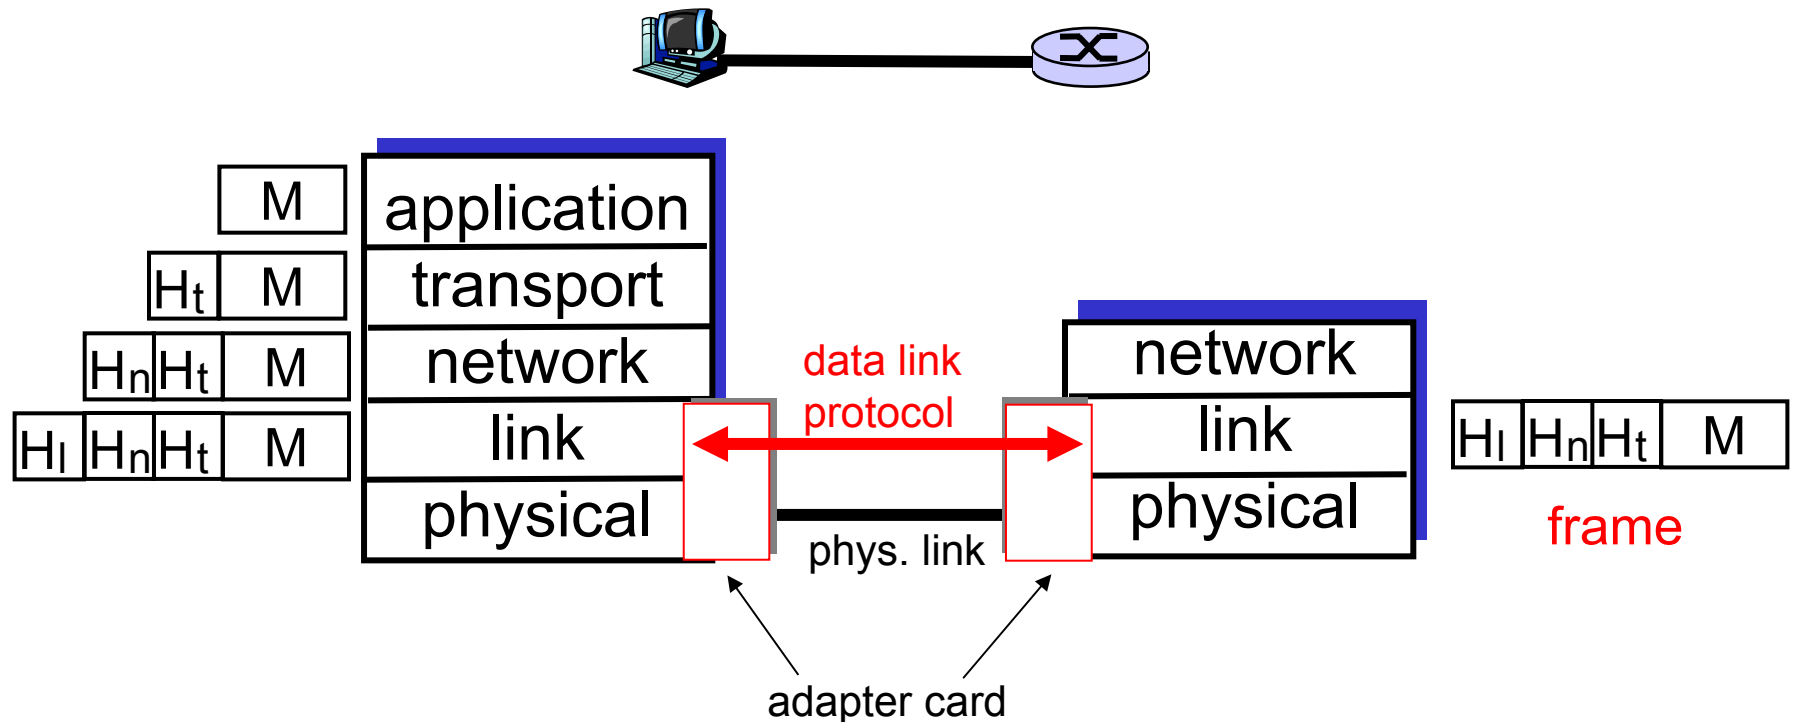 M
application
Ht M
transport
Hn Ht M
network
Hl Hn Ht M
link
physical
data link
protocol
phys. link
adapter card
network
link
physical
Hl Hn Ht M
frame